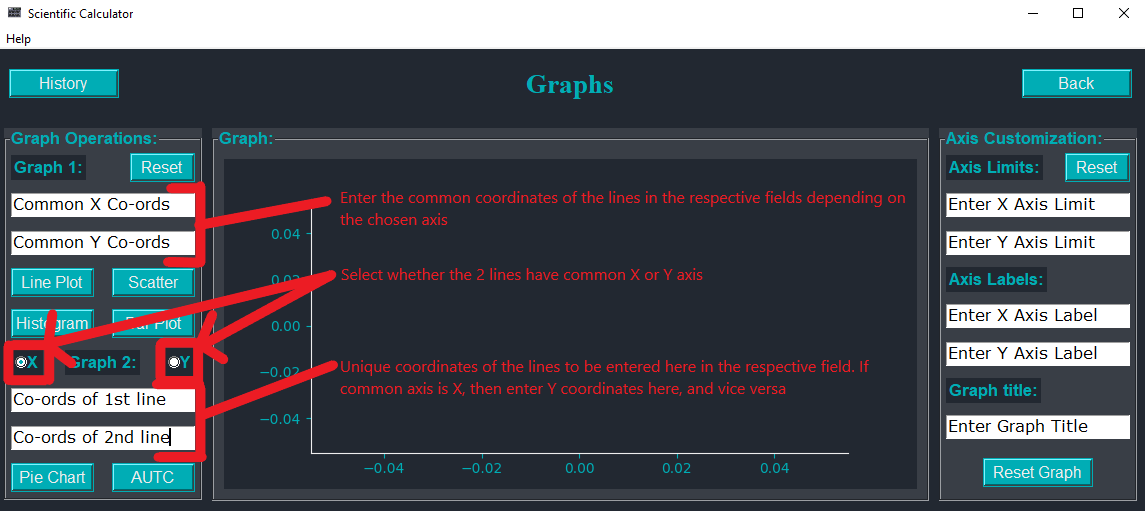 Scientific Calculator
Help
History
Graphs
Back
Graph Operations:
Graph 1:
Reset
Common X Co-ords
Common Y Co-ords
Line Plot
Scatter
Histogram
Bar Plot
X
Graph 2:
Y
Co-ords of 1st line
Co-ords of 2nd line
Pie Chart
AUTC
Graph:
Enter the common coordinates of the lines in the respective fields depending on
the chosen axis
Select whether the 2 lines have common X or Y axis
Unique coordinates of the lines to be entered here in the respective field. If
common axis is X, then enter Y coordinates here, and vice versa
0.04
0.02
0.00
−0.02
−0.04
−0.04
−0.02
0.00
0.02
0.04
Axis Customization:
Axis Limits:
Reset
Enter X Axis Limit
Enter Y Axis Limit
Axis Labels:
Enter X Axis Label
Enter Y Axis Label
Graph title:
Enter Graph Title
Reset Graph